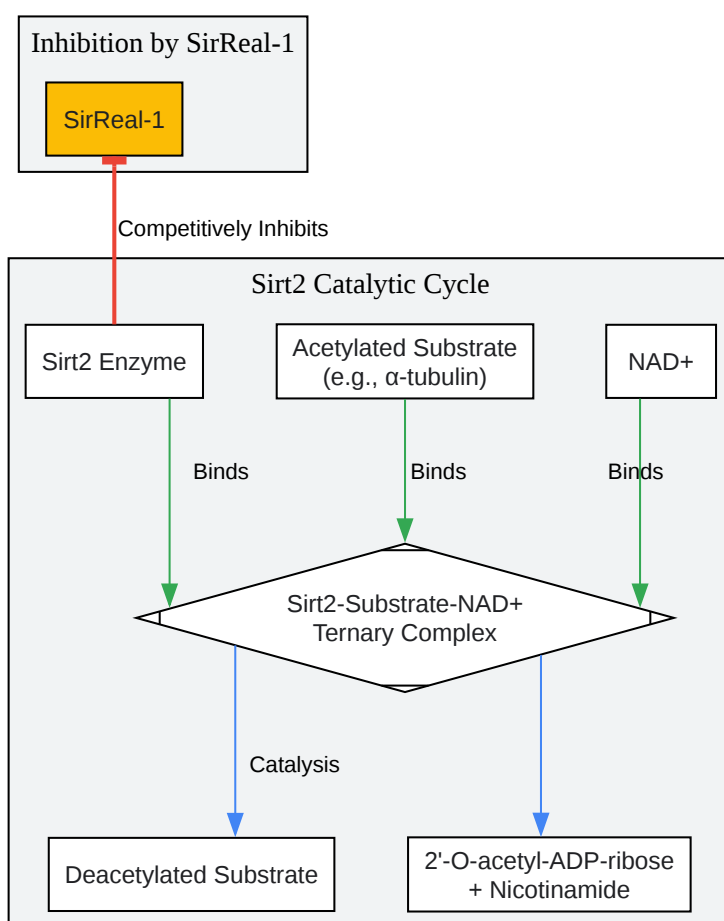 Inhibition by SirReal-1
SirReal-1
Competitively Inhibits
Sirt2 Catalytic Cycle
Sirt2 Enzyme
Acetylated Substrate
(e.g., α-tubulin)
NAD+
Binds
Binds
Binds
Sirt2-Substrate-NAD+
Ternary Complex
Catalysis
Deacetylated Substrate
2'-O-acetyl-ADP-ribose
+ Nicotinamide